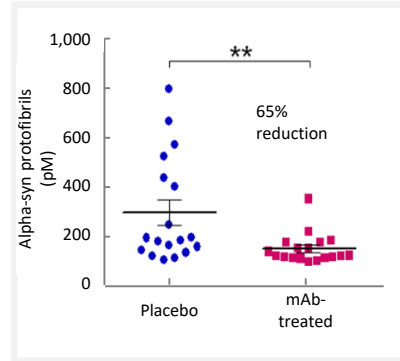 1,000
**
800
65%
reduction
600
Alpha-syn protofibrils
(pM)
400
200
0
Placebo
mAb-
treated